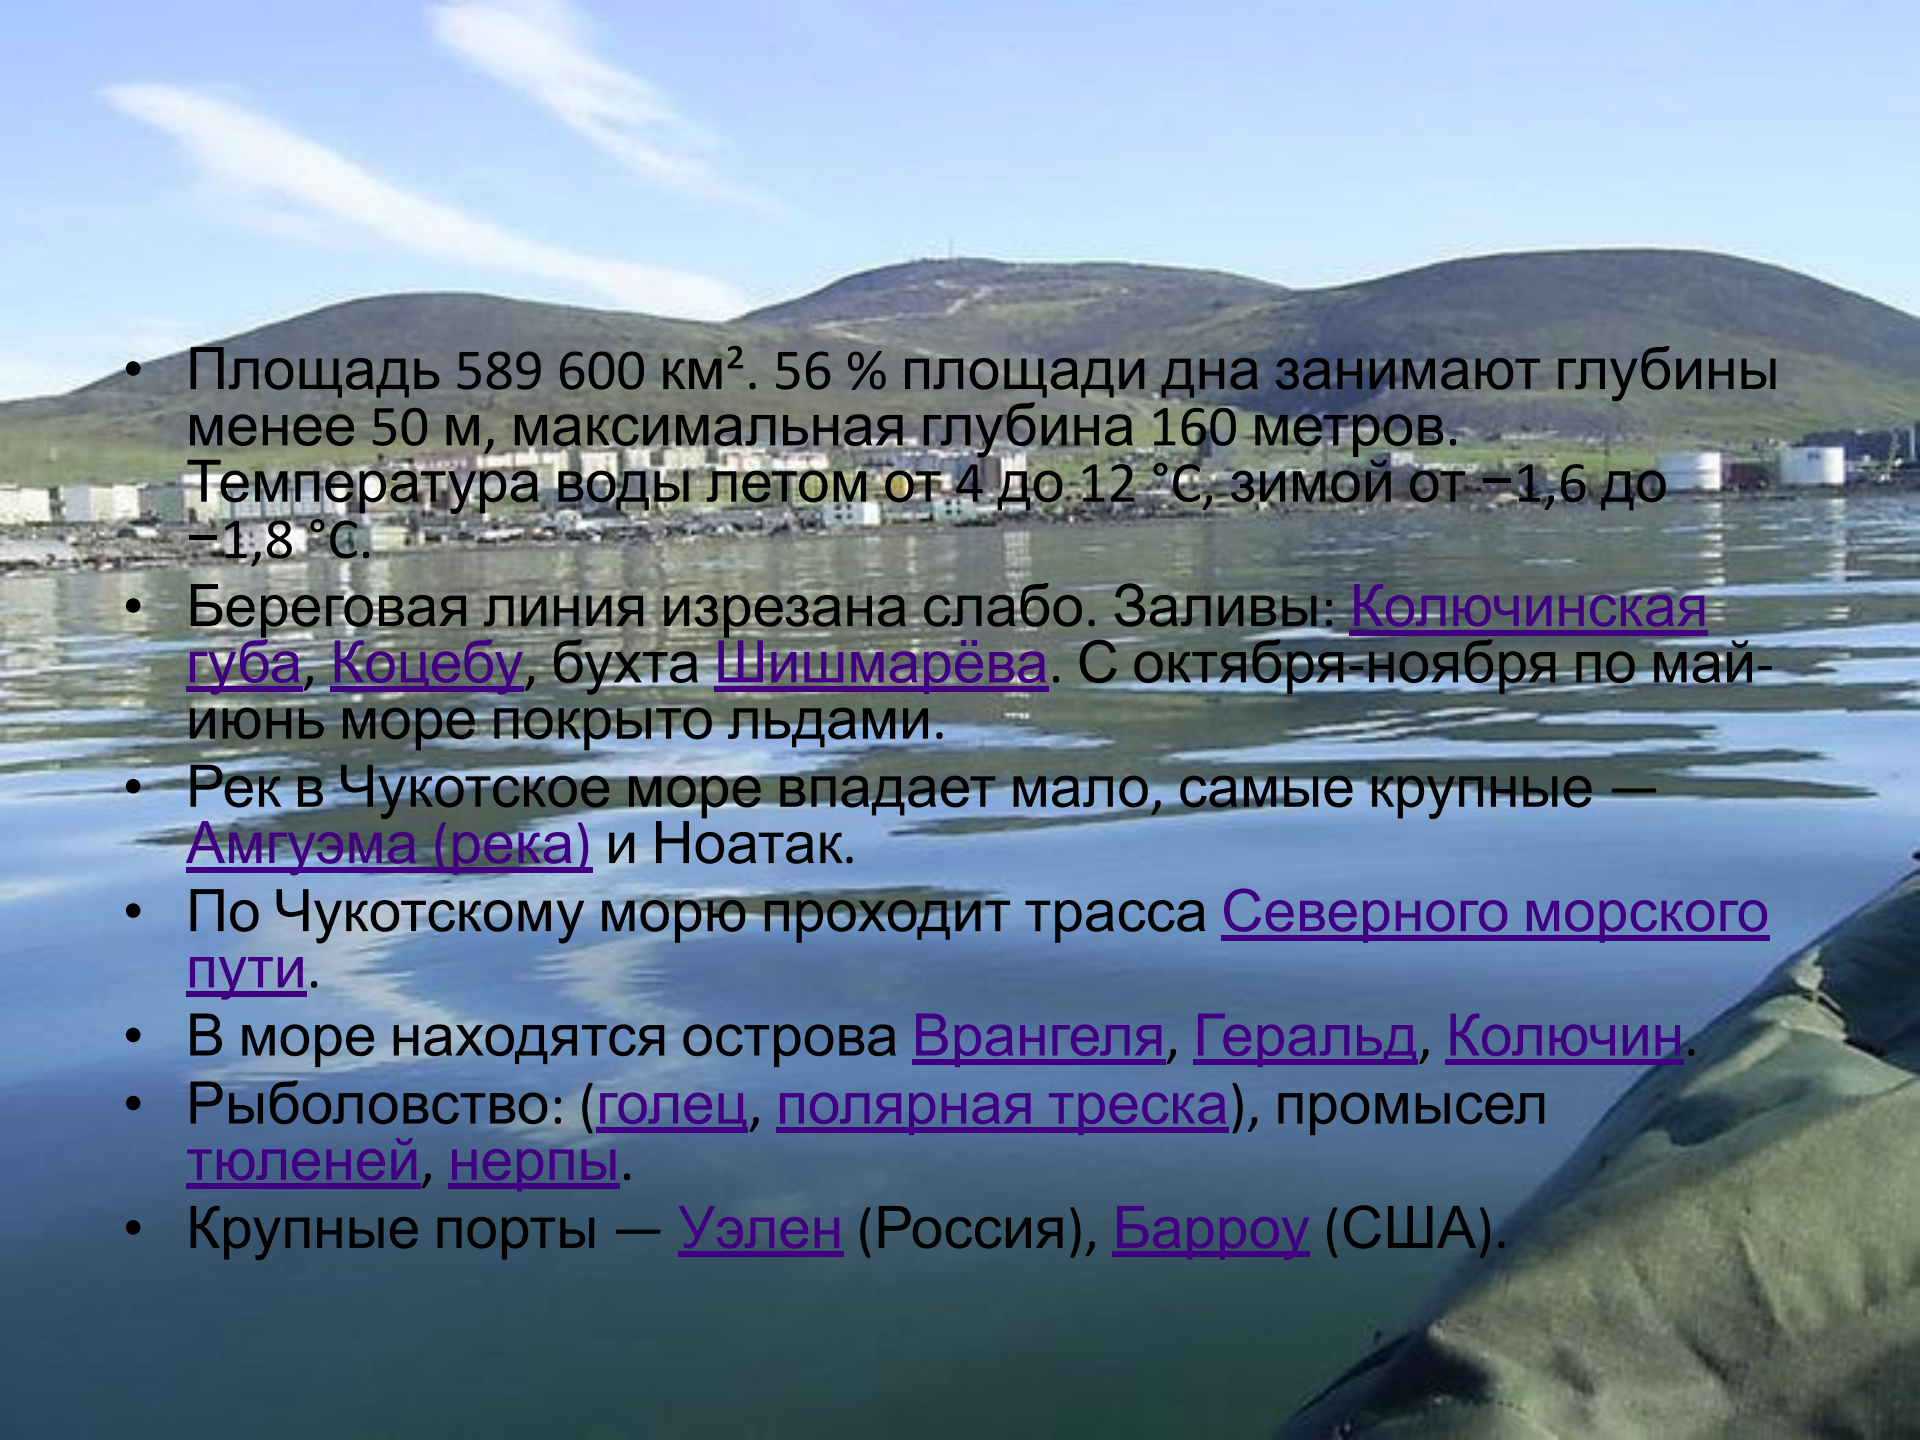 • Площадь 589 600 км². 56 % площади дна занимают глубины
менее 50 м, максимальная глубина 160 метров.
Температура воды летом от 4 до 12 °C, зимой от −1,6 до
−1,8 °C.
• Береговая линия изрезана слабо. Заливы: Колючинская
губа, Коцебу, бухта Шишмарёва. С октября-ноября по май-
июнь море покрыто льдами.
• Рек в Чукотское море впадает мало, самые крупные —
Амгуэма (река) и Ноатак.
• По Чукотскому морю проходит трасса Северного морского
пути.
• В море находятся острова Врангеля, Геральд, Колючин.
• Рыболовство: (голец, полярная треска), промысел
тюленей, нерпы.
• Крупные порты — Уэлен (Россия), Барроу (США).